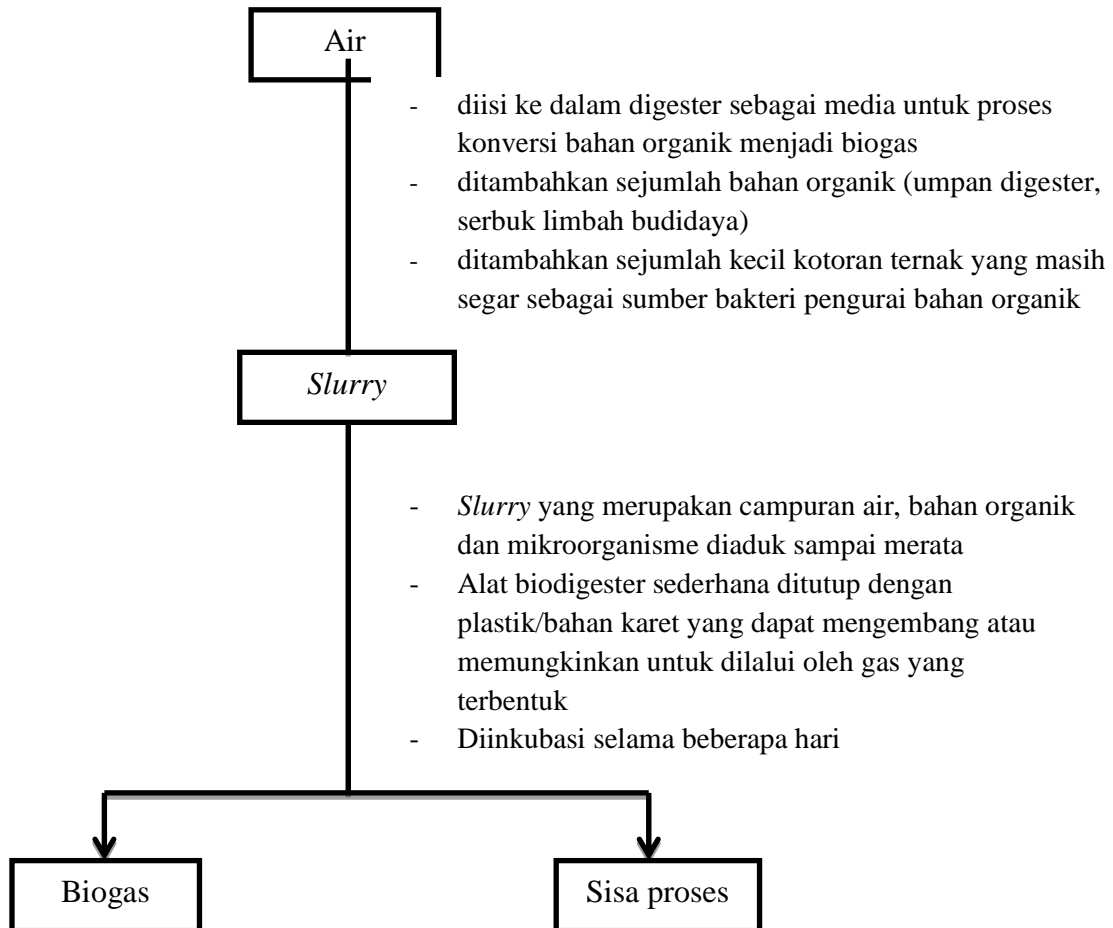 Air
- diisi ke dalam digester sebagai media untuk proses
konversi bahan organik menjadi biogas
- ditambahkan sejumlah bahan organik (umpan digester,
serbuk limbah budidaya)
- ditambahkan sejumlah kecil kotoran ternak yang masih
segar sebagai sumber bakteri pengurai bahan organik
Slurry
- Slurry yang merupakan campuran air, bahan organik
dan mikroorganisme diaduk sampai merata
- Alat biodigester sederhana ditutup dengan
plastik/bahan karet yang dapat mengembang atau
memungkinkan untuk dilalui oleh gas yang
terbentuk
- Diinkubasi selama beberapa hari
Biogas
Sisa proses